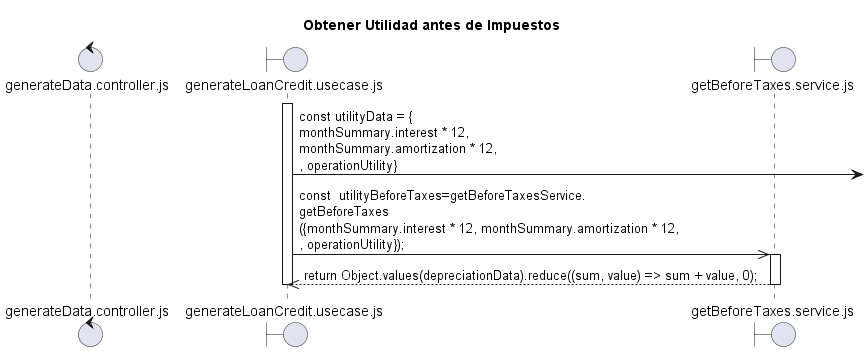 Obtener Utilidad antes de Impuestos
generateData.controller.js
generateLoanCredit.usecase.js
getBeforeTaxes.service.js
const utilityData = {
monthSummary.interest * 12,
monthSummary.amortization * 12,
, operationUtility}
const  utilityBeforeTaxes=getBeforeTaxesService.
getBeforeTaxes
({monthSummary.interest * 12, monthSummary.amortization * 12,
, operationUtility});
return Object.values(depreciationData).reduce((sum, value) => sum + value, 0);
generateData.controller.js
generateLoanCredit.usecase.js
getBeforeTaxes.service.js